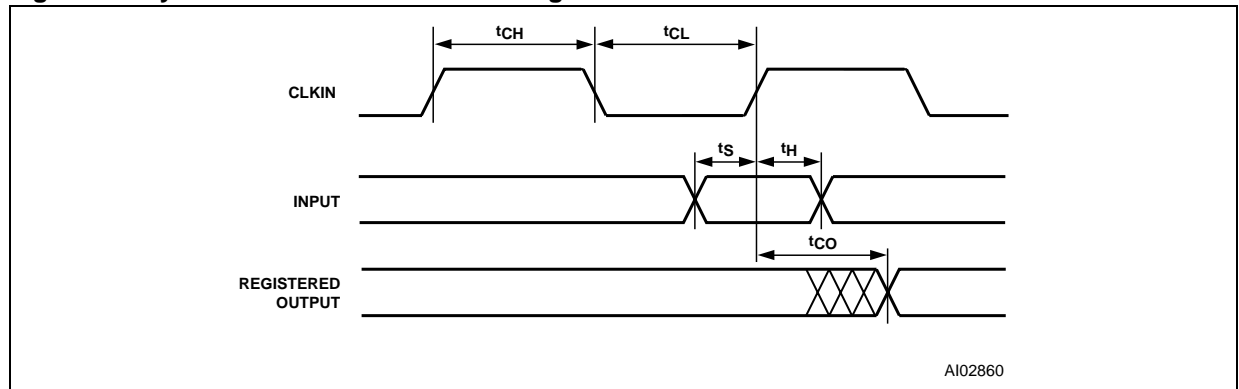 tCH
tCL
CLKIN
tS
tH
INPUT
tCO
REGISTERED
OUTPUT
AI02860